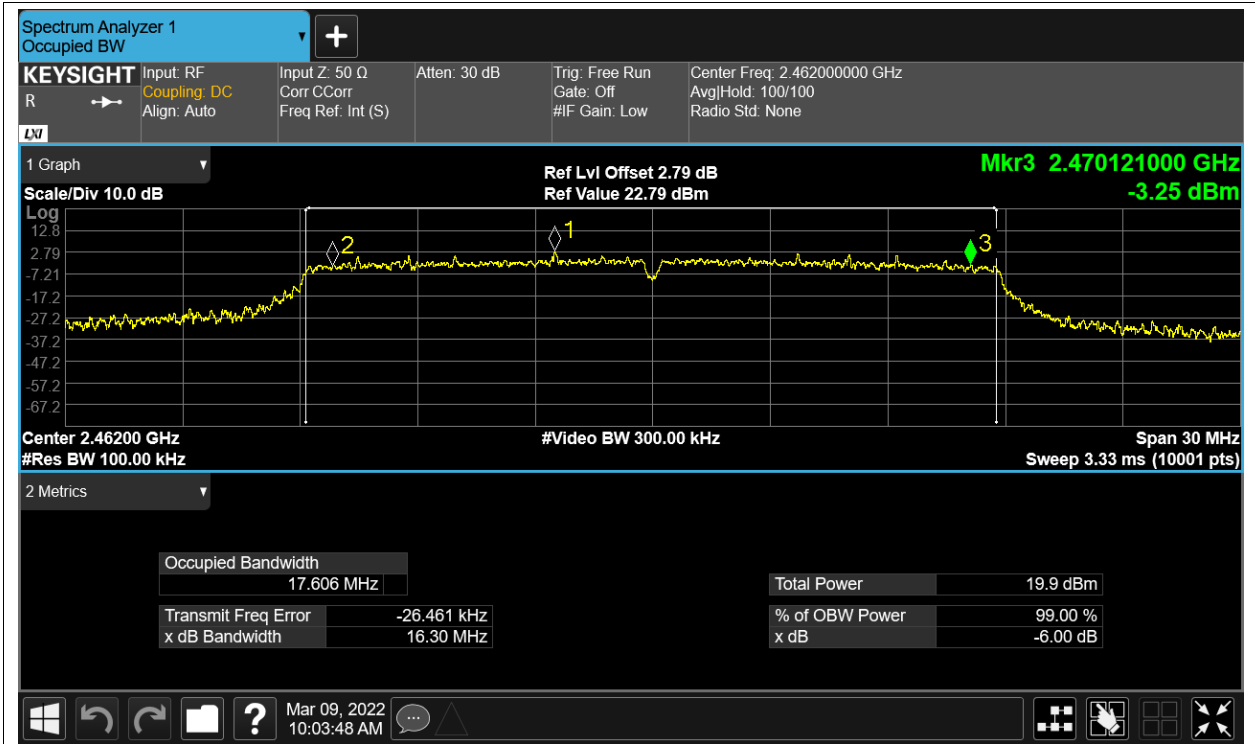 Spectrum Analyzer 1
Occupied BW
KEYSIGHT
R
LXI
Input: RF
Coupling: DC
Align: Auto
Input Z: 50 Ω
Corr CCorr
Freq Ref: Int (S)
Atten: 30 dB
Trig: Free Run
Gate: Off
#IF Gain: Low
Center Freq: 2.462000000 GHz
Avg|Hold: 100/100
Radio Std: None
1 Graph
Scale/Div 10.0 dB
Ref Lvl Offset 2.79 dB
Ref Value 22.79 dBm
Mkr3 2.470121000 GHz
-3.25 dBm
Log
12.8
2.79
-7.21
-17.2
-27.2
-37.2
-47.2
-57.2
-67.2
2
1
3
Center 2.46200 GHz
#Video BW 300.00 kHz
Span 30 MHz
#Res BW 100.00 kHz
Sweep 3.33 ms (10001 pts)
2 Metrics
Occupied Bandwidth
17.606 MHz
Transmit Freq Error -26.461 kHz
x dB Bandwidth 16.30 MHz
Total Power 19.9 dBm
% of OBW Power 99.00 %
x dB -6.00 dB
?
Mar 09, 2022
10:03:48 AM